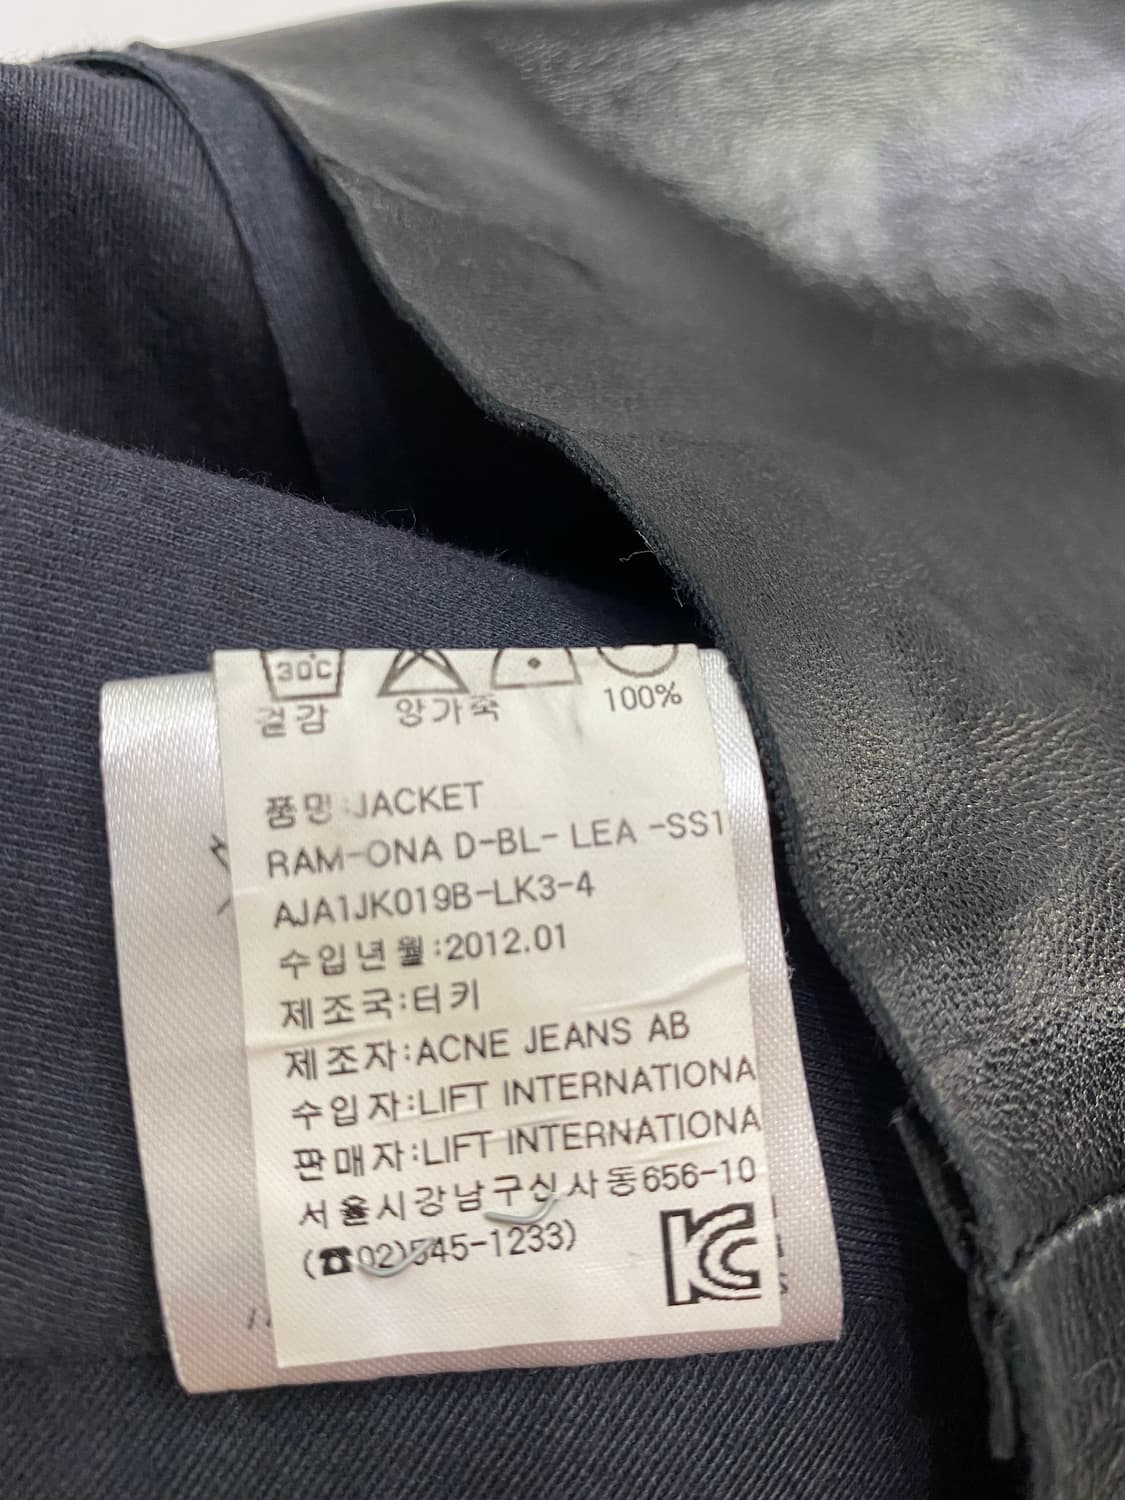 30C
겉감 양가죽 100%
품명:JACKET
RAM-ONA D-BL- LEA -SS1
AJA1JK019B-LK3-4
수입년월:2012.01
제조국:터키
제조자:ACNE JEANS AB
수입자:LIFT INTERNATIONA
판매자:LIFT INTERNATIONA
서울시강남구신사동656-10
(☎02)545-1233)
KC